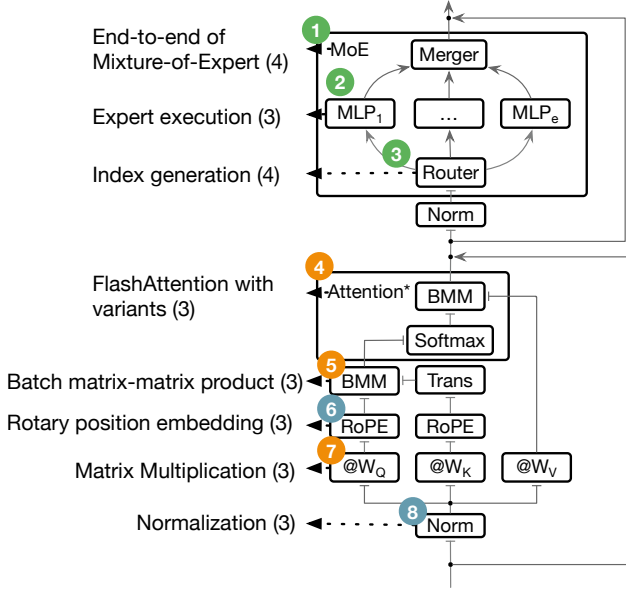 End-to-end of
Mixture-of-Expert (4)
1
MoE
Merger
2
Expert execution (3)
MLP1
...
MLPe
3
Index generation (4)
Router
Norm
4
FlashAttention with
variants (3)
Attention*
BMM
Softmax
5
Batch matrix-matrix product (3)
BMM
Trans
6
Rotary position embedding (3)
RoPE
RoPE
7
Matrix Multiplication (3)
@WQ
@WK
@WV
8
Normalization (3)
Norm